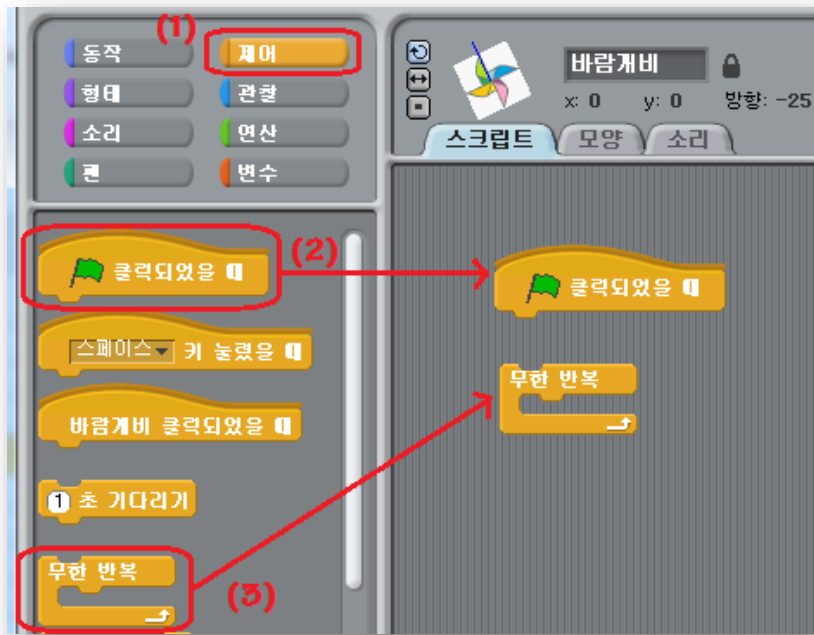 (1)
동작
제어
형태
관찰
소리
연산
펜
변수
바람개비
x: 0 y: 0 방향: -25
스크립트 모양 소리
클릭되었을
(2)
클릭되었을
스페이스 키 눌렸을
바람개비 클릭되었을
1 초 기다리기
무한 반복
(3)
무한 반복